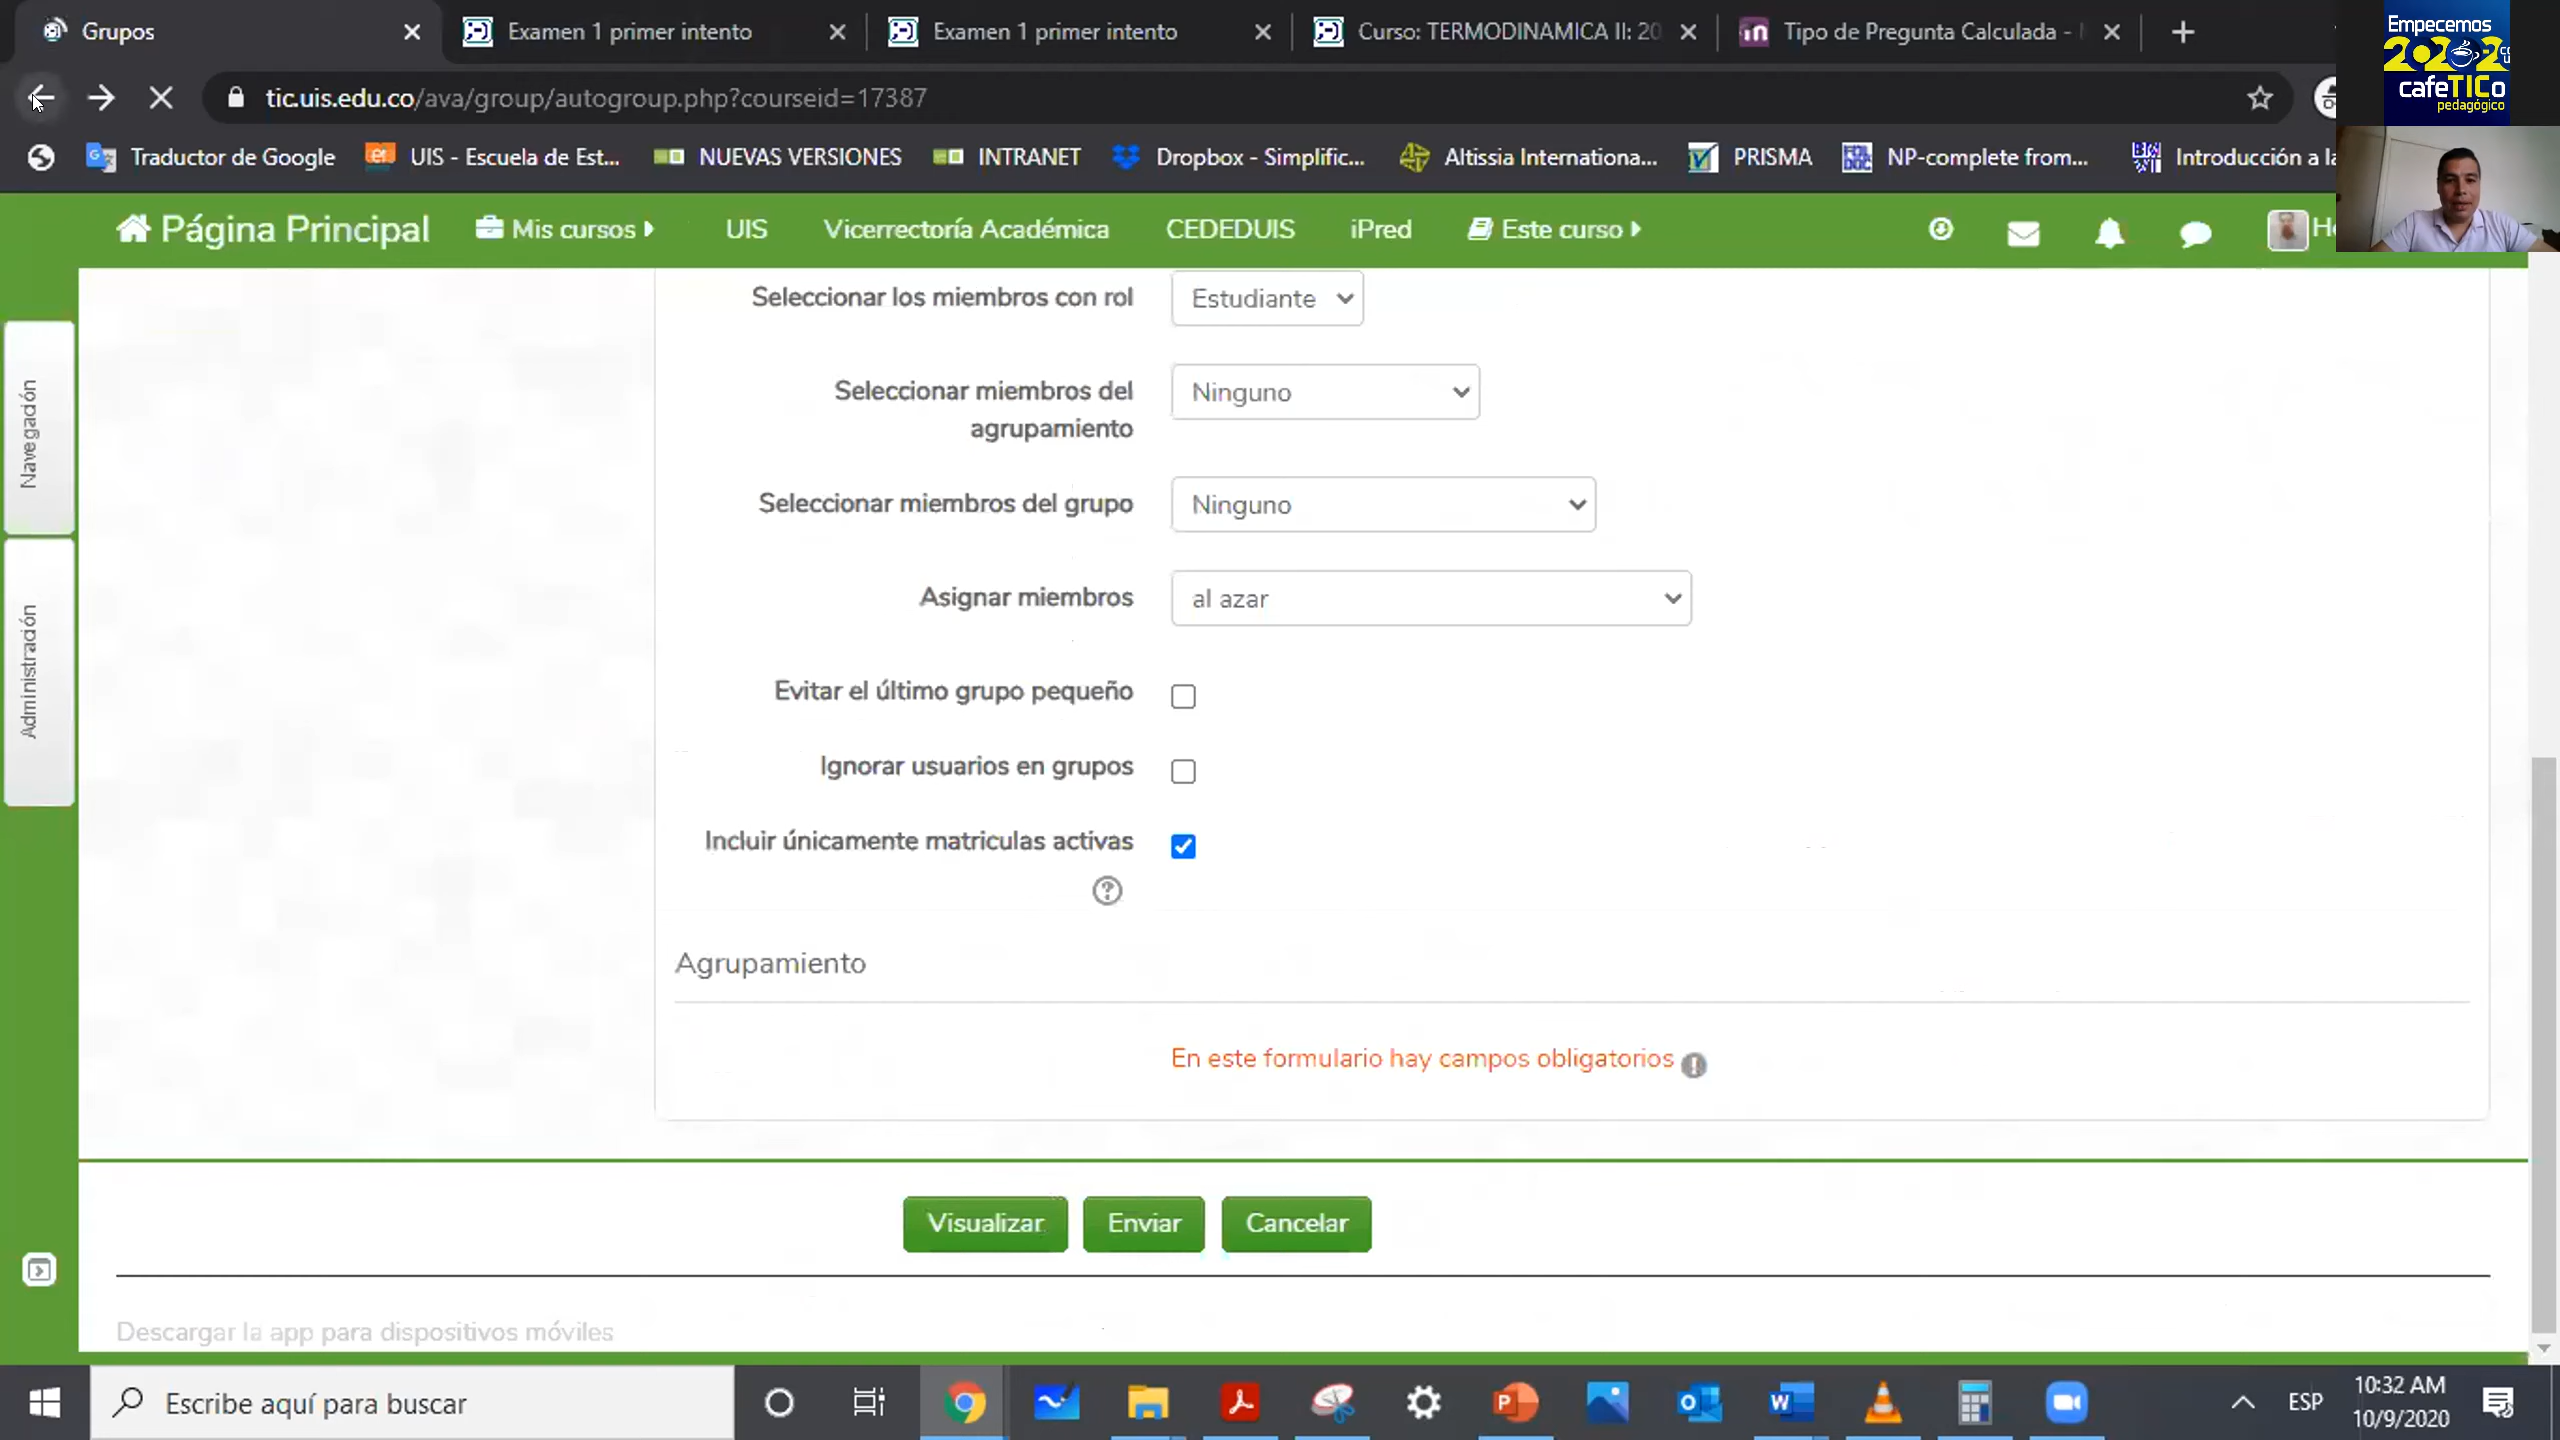 Grupos
Examen 1 primer intento
Examen 1 primer intento
Curso: TERMODINAMICA II: 20
Tipo de Pregunta Calculada -
Empecemos
2020-2
cafeTICo
pedagógico
tic.uis.edu.co/ava/group/autogroup.php?courseid=17387
Traductor de Google
UIS - Escuela de Est...
NUEVAS VERSIONES
INTRANET
Dropbox - Simplific...
Altissia Internationa...
PRISMA
NP-complete from...
Introducción a la
Página Principal
Mis cursos
UIS
Vicerrectoría Académica
CEDEDUIS
iPred
Este curso
Navegación
Administración
Seleccionar los miembros con rol
Estudiante
Seleccionar miembros del
agrupamiento
Ninguno
Seleccionar miembros del grupo
Ninguno
Asignar miembros
al azar
Evitar el último grupo pequeño
Ignorar usuarios en grupos
Incluir únicamente matriculas activas
Agrupamiento
En este formulario hay campos obligatorios
Visualizar
Enviar
Cancelar
Descargar la app para dispositivos móviles
Escribe aquí para buscar
ESP
10:32 AM
10/9/2020